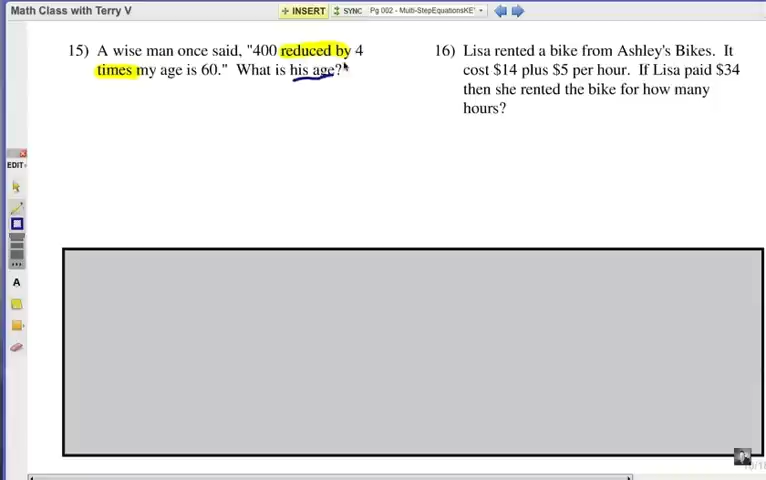 Math Class with Terry V
INSERT
SYNC
Pg 002 - Multi-StepEquationsKE
15) A wise man once said, "400 reduced by 4
times my age is 60." What is his age?
16) Lisa rented a bike from Ashley's Bikes. It
cost $14 plus $5 per hour. If Lisa paid $34
then she rented the bike for how many
hours?
EDIT
A